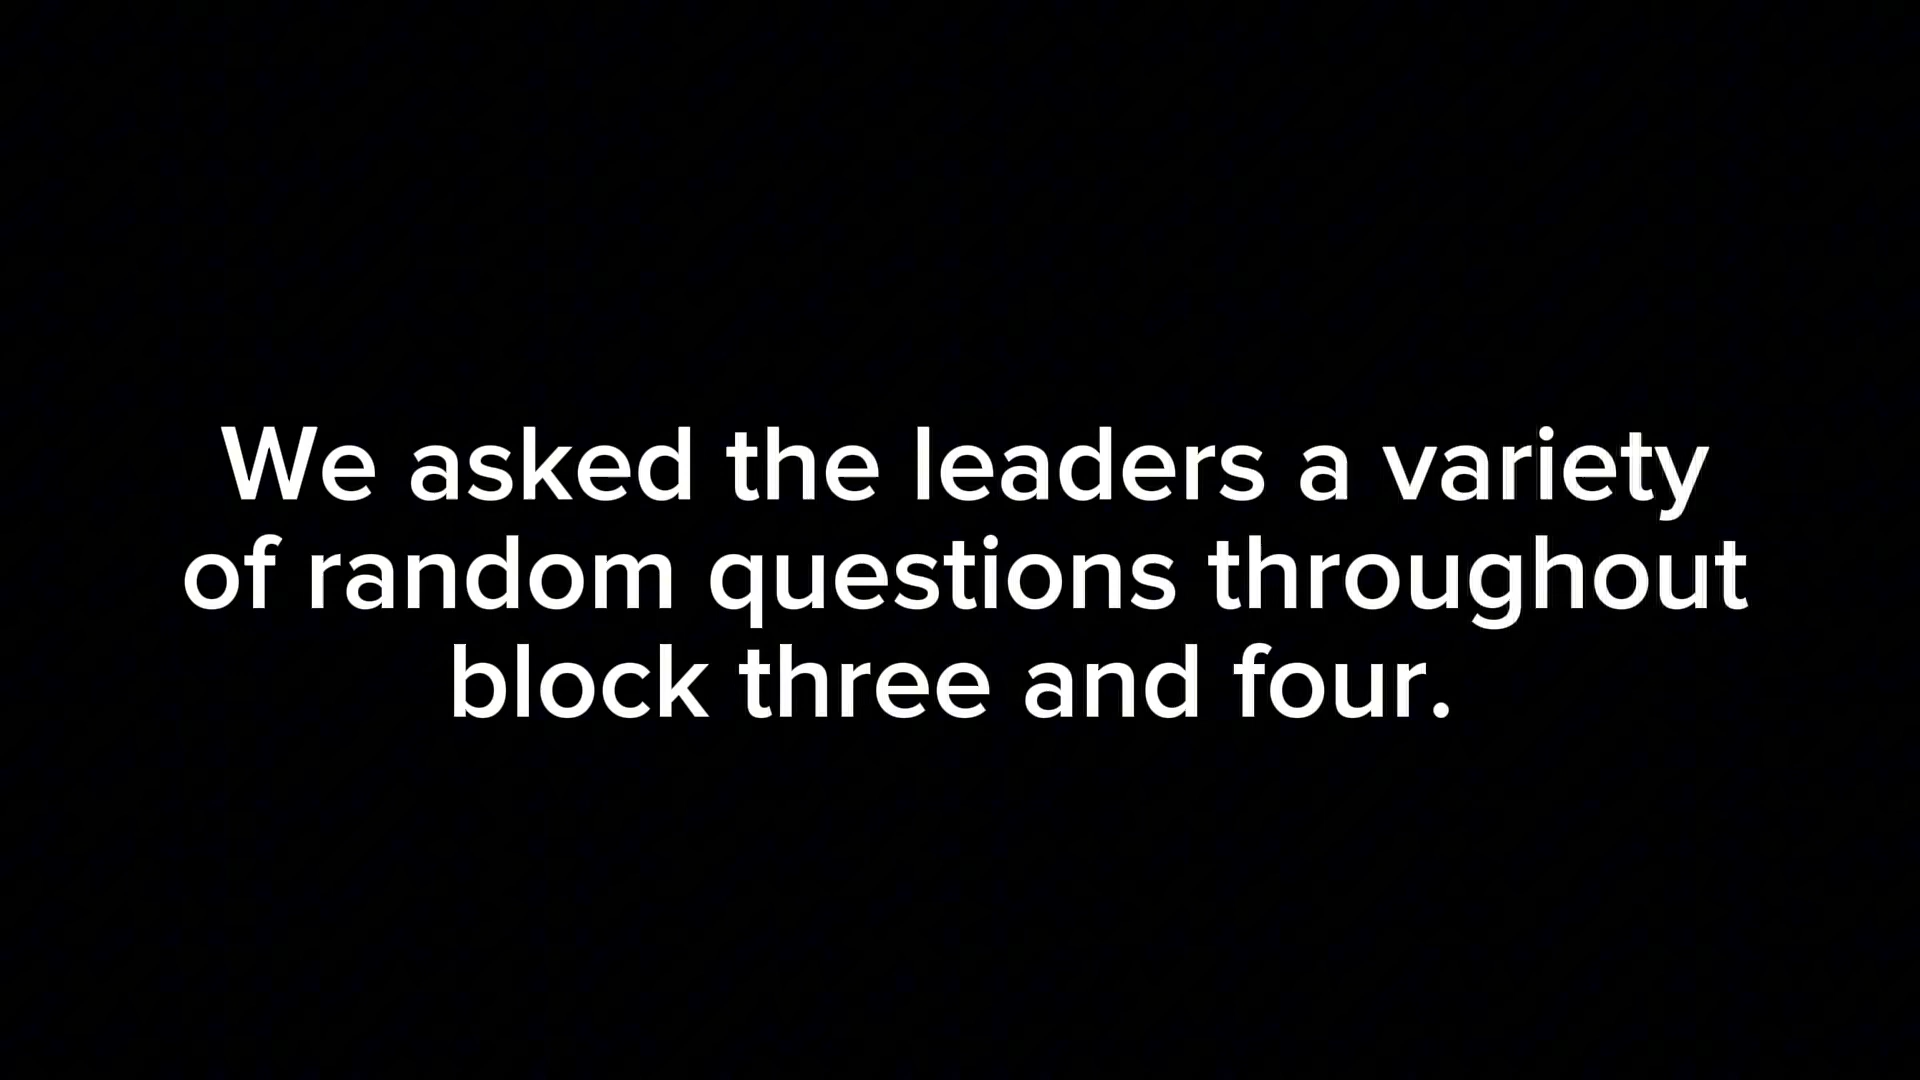 We asked the leaders a variety
of random questions throughout
block three and four.